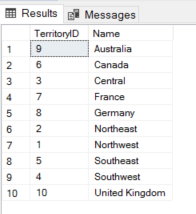 Results Messages
TerritoryID Name
1 9 Australia
2 6 Canada
3 3 Central
4 7 France
5 8 Germany
6 2 Northeast
7 1 Northwest
8 5 Southeast
9 4 Southwest
10 10 United Kingdom